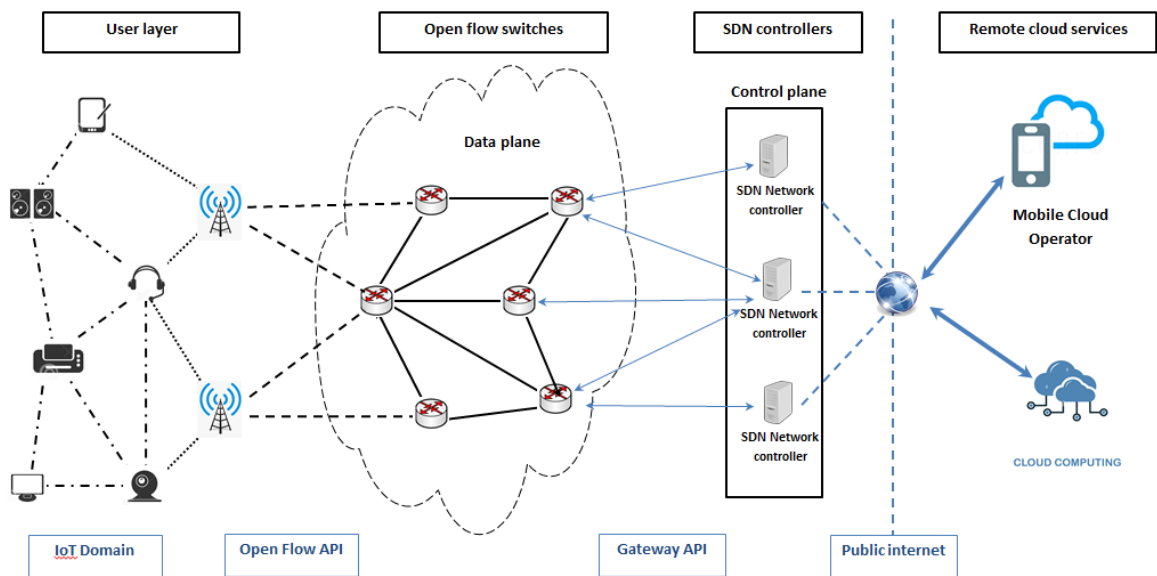 User layer
Open flow switches
SDN controllers
Remote cloud services
Control plane
Data plane
SDN Network
controller
Mobile Cloud
Operator
SDN Network
controller
SDN Network
controller
CLOUD COMPUTING
IoT Domain
Open Flow API
Gateway API
Public internet